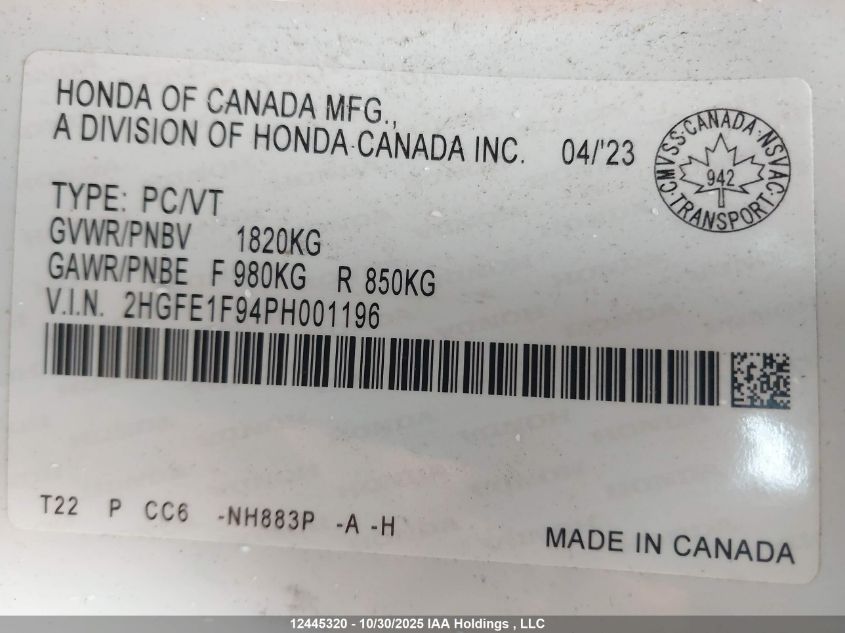 HONDA OF CANADA MFG.,
A DIVISION OF HONDA CANADA INC. 04/'23
CMVSS·CANADA·NSVAC·TRANSPORT·
942
TYPE: PC/VT
GVWR/PNBV 1820KG
GAWR/PNBE F 980KG R 850KG
V.I.N. 2HGFE1F94PH001196
T22 P CC6 -NH883P -A -H
MADE IN CANADA
12445320 - 10/30/2025 IAA Holdings , LLC